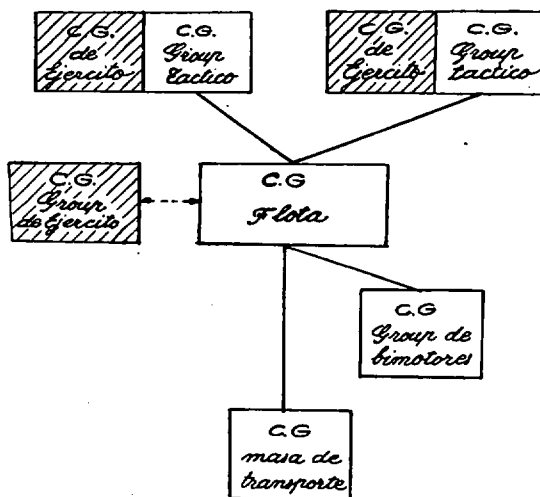 C.G.
de
Ejercito
C.G.
Group
Tactico
C.G.
de
Ejercito
C.G.
Group
tactico
C.G.
Group
de Ejercito
C.G
Flota
C.G
Group de
bimotores
C.G
masa de
transporte